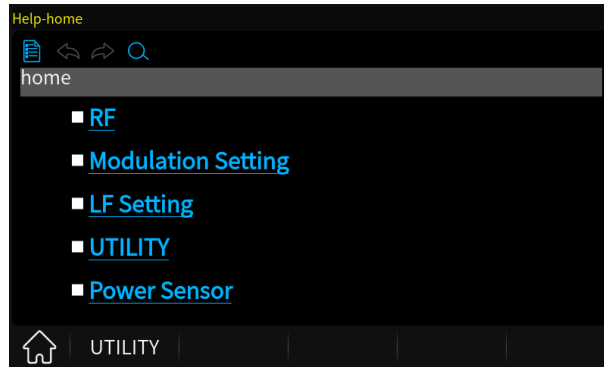 Help-home
home
RF
Modulation Setting
LF Setting
UTILITY
Power Sensor
UTILITY